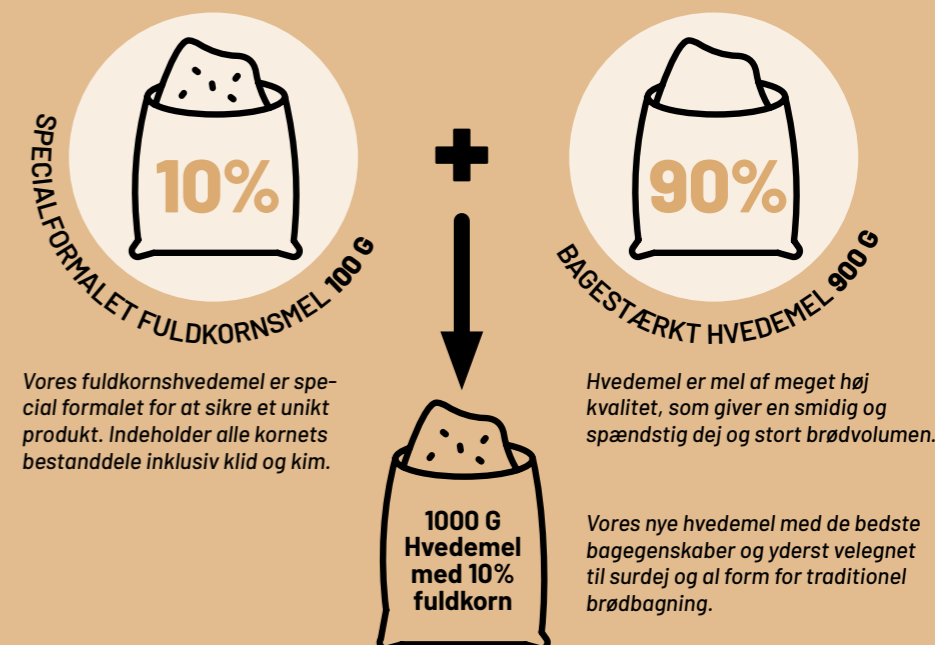 10%
SPECIALFORMALET FULDKORNSMEL 100 G
Vores fuldkornshvedemel er spe-
cial formalet for at sikre et unikt
produkt. Indeholder alle kornets
bestanddele inklusiv klid og kim.
+
90%
BAGESTÆRKT HVEDEMEL 900 G
Hvedemel er mel af meget høj
kvalitet, som giver en smidig og
spændstig dej og stort brødvolumen.
1000 G
Hvedemel
med 10%
fuldkorn
Vores nye hvedemel med de bedste
bagegenskaber og yderst velegnet
til surdej og al form for traditionel
brødbagning.